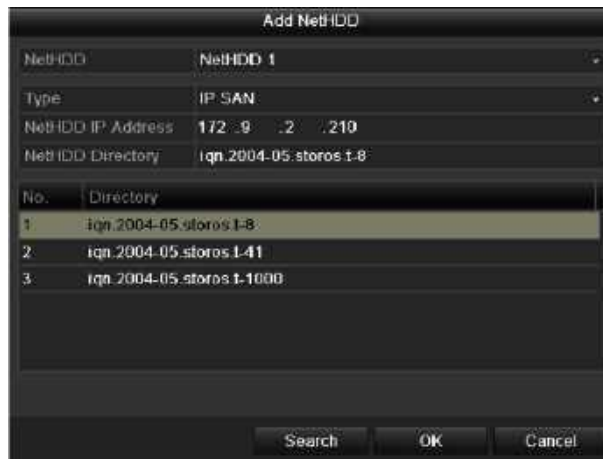 Add NetHDD
NetHDD NetHDD 1
Type IP SAN
NetHDD IP Address 172 .9 .2 .210
NetHDD Directory iqn.2004-05.storos.t-8
No. Directory
1 iqn.2004-05.storos.t-8
2 iqn.2004-05.storos.t-41
3 iqn.2004-05.storos.t-1000
Search OK Cancel